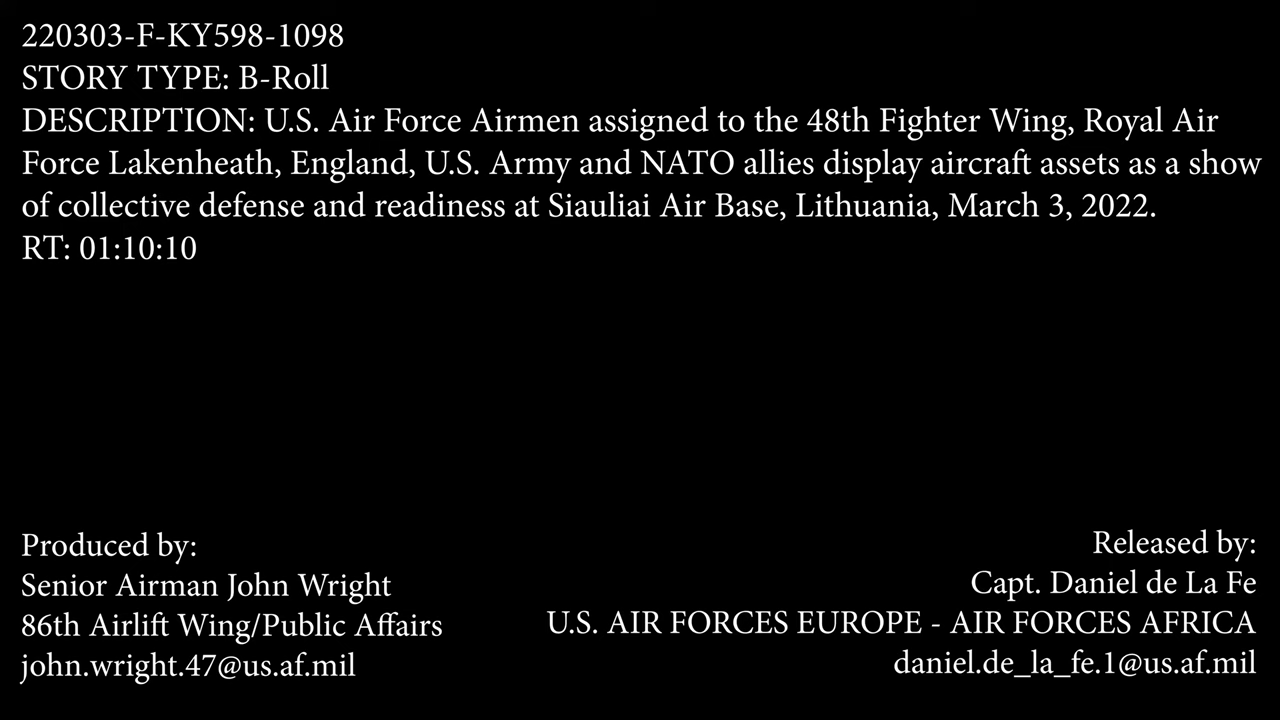 220303-F-KY598-1098
STORY TYPE: B-Roll
DESCRIPTION: U.S. Air Force Airmen assigned to the 48th Fighter Wing, Royal Air
Force Lakenheath, England, U.S. Army and NATO allies display aircraft assets as a show
of collective defense and readiness at Siauliai Air Base, Lithuania, March 3, 2022.
RT: 01:10:10
Produced by:
Senior Airman John Wright
86th Airlift Wing/Public Affairs
john.wright.47@us.af.mil
Released by:
Capt. Daniel de La Fe
U.S. AIR FORCES EUROPE - AIR FORCES AFRICA
daniel.de_la_fe.1@us.af.mil